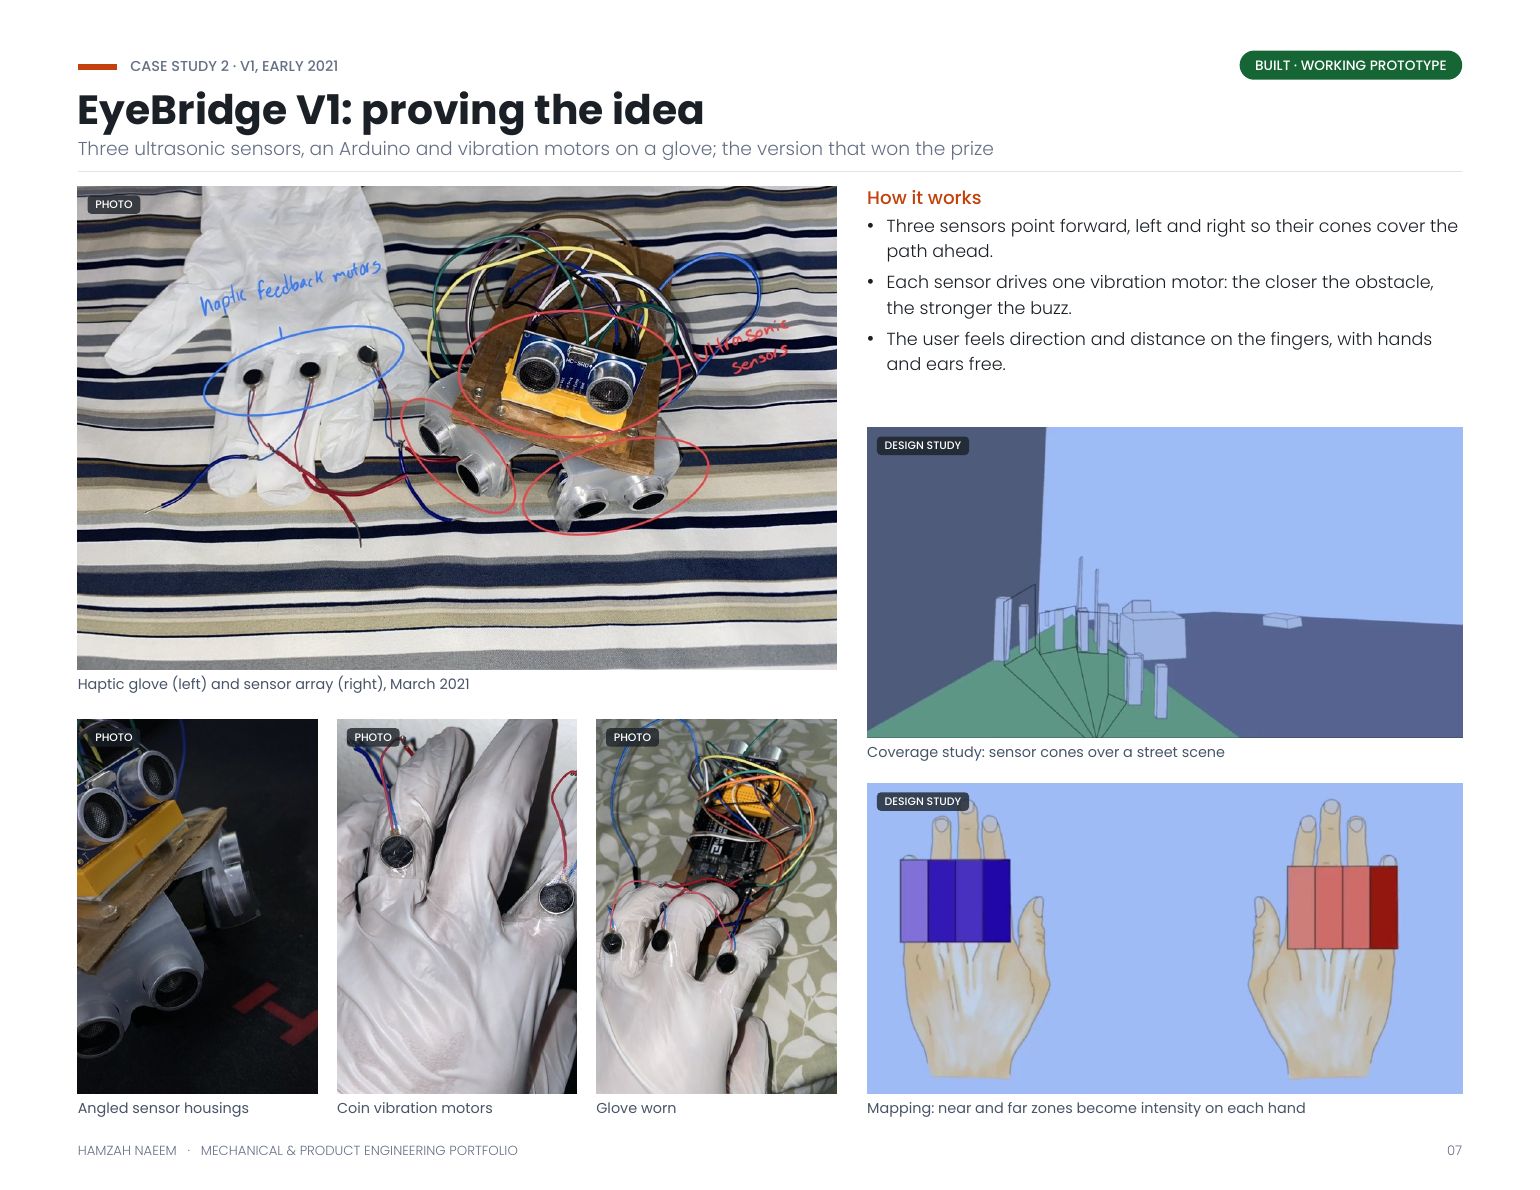 CASE STUDY 2 · V1, EARLY 2021
BUILT · WORKING PROTOTYPE
EyeBridge V1: proving the idea
Three ultrasonic sensors, an Arduino and vibration motors on a glove; the version that won the prize
PHOTO
haptic feedback motors
Ultrasonic
sensors
HC-SR04
Haptic glove (left) and sensor array (right), March 2021
PHOTO
Angled sensor housings
PHOTO
Coin vibration motors
PHOTO
Glove worn
How it works
• Three sensors point forward, left and right so their cones cover the
path ahead.
• Each sensor drives one vibration motor: the closer the obstacle,
the stronger the buzz.
• The user feels direction and distance on the fingers, with hands
and ears free.
DESIGN STUDY
Coverage study: sensor cones over a street scene
DESIGN STUDY
Mapping: near and far zones become intensity on each hand
HAMZAH NAEEM · MECHANICAL & PRODUCT ENGINEERING PORTFOLIO
07